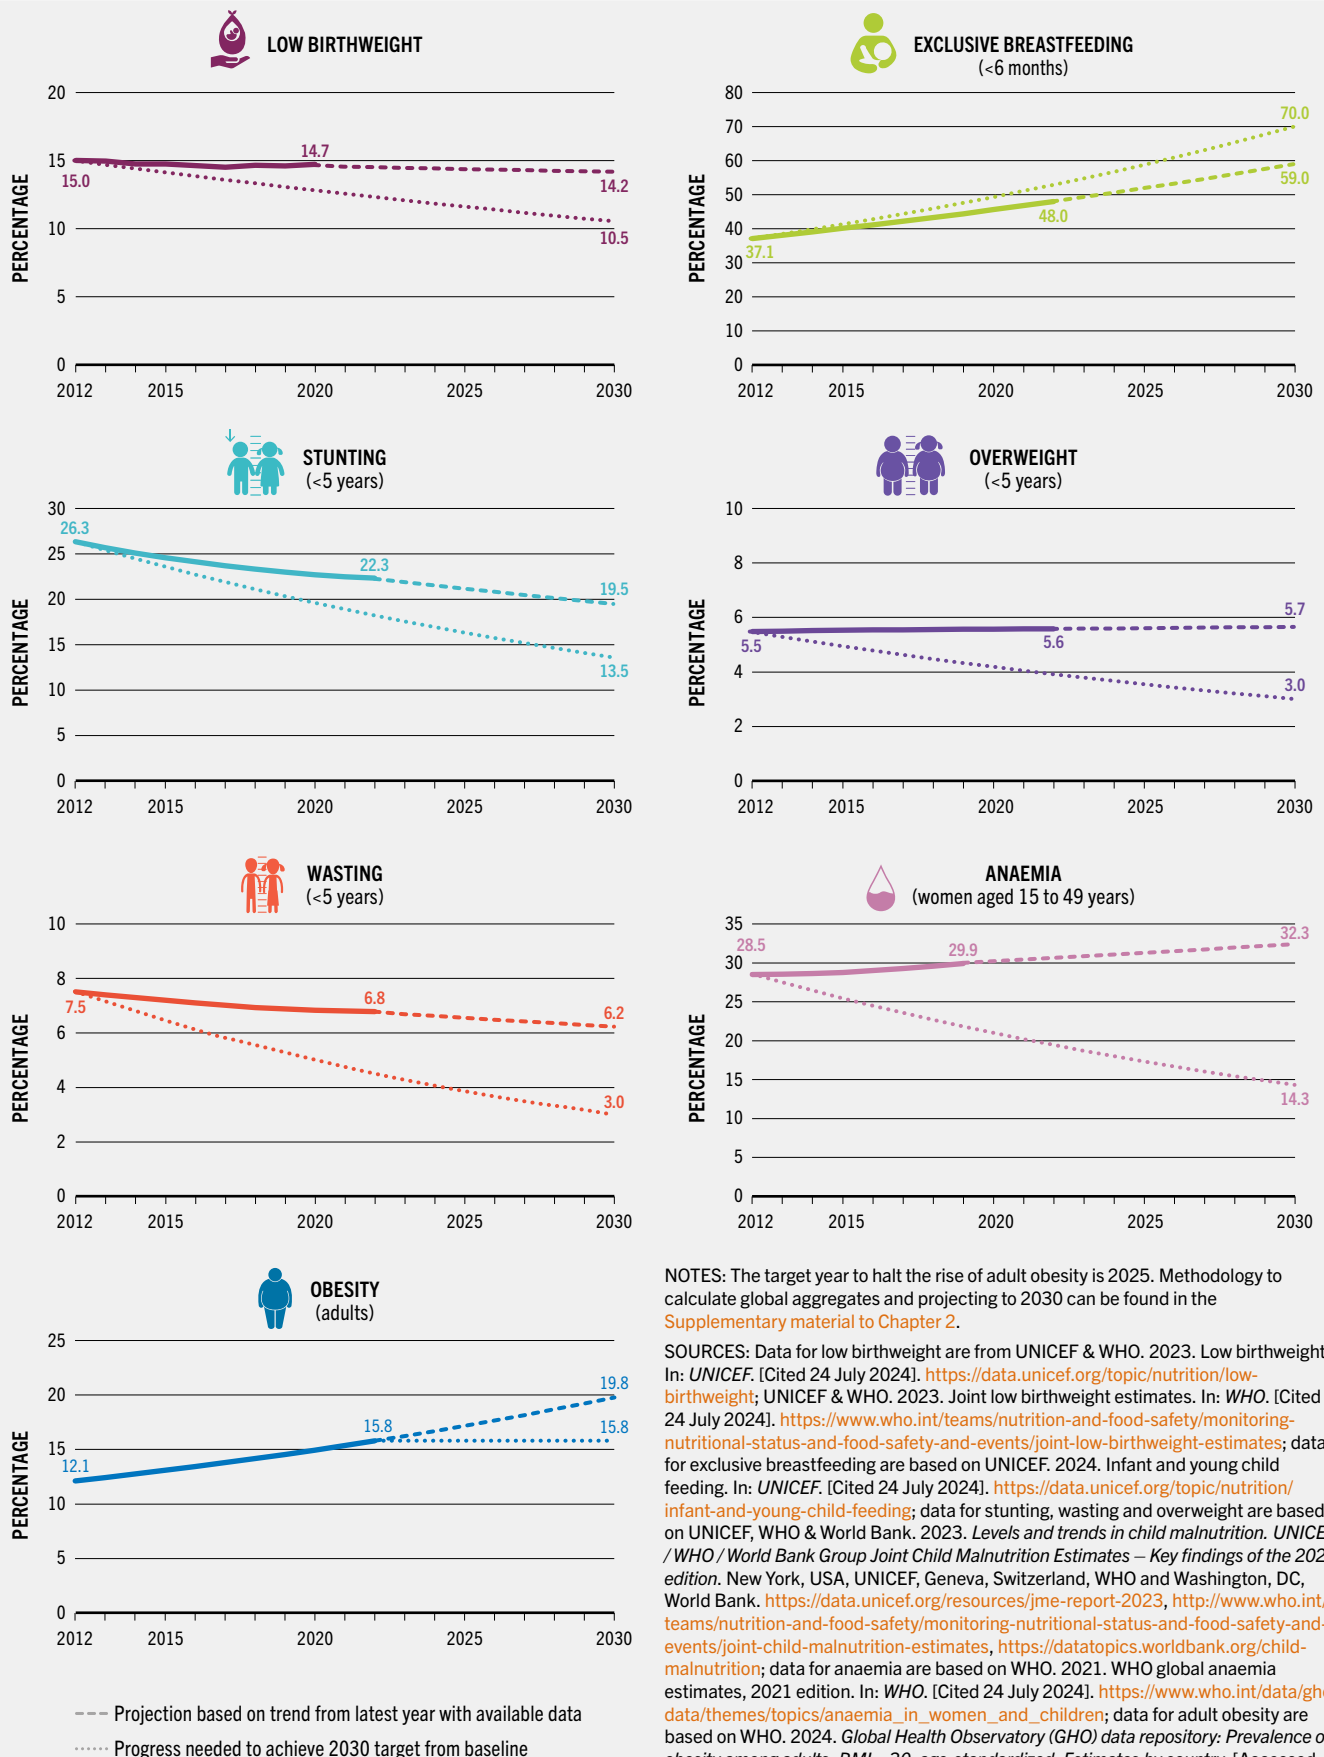 LOW BIRTHWEIGHT
PERCENTAGE
20
15
10
5
0
15.0
14.7
14.2
10.5
2012 2015 2020 2025 2030
EXCLUSIVE BREASTFEEDING
(<6 months)
PERCENTAGE
80
70
60
50
40
30
20
10
0
37.1
48.0
70.0
59.0
2012 2015 2020 2025 2030
STUNTING
(<5 years)
PERCENTAGE
30
25
20
15
10
5
0
26.3
22.3
19.5
13.5
2012 2015 2020 2025 2030
OVERWEIGHT
(<5 years)
PERCENTAGE
10
8
6
4
2
0
5.5
5.6
5.7
3.0
2012 2015 2020 2025 2030
WASTING
(<5 years)
PERCENTAGE
10
8
6
4
2
0
7.5
6.8
6.2
3.0
2012 2015 2020 2025 2030
ANAEMIA
(women aged 15 to 49 years)
PERCENTAGE
35
30
25
20
15
10
5
0
28.5
29.9
32.3
14.3
2012 2015 2020 2025 2030
OBESITY
(adults)
PERCENTAGE
25
20
15
10
5
0
12.1
15.8
19.8
15.8
2012 2015 2020 2025 2030
Projection based on trend from latest year with available data
Progress needed to achieve 2030 target from baseline
NOTES: The target year to halt the rise of adult obesity is 2025. Methodology to
calculate global aggregates and projecting to 2030 can be found in the
Supplementary material to Chapter 2.
SOURCES: Data for low birthweight are from UNICEF & WHO. 2023. Low birthweight
In: UNICEF. [Cited 24 July 2024]. https://data.unicef.org/topic/nutrition/low-
birthweight; UNICEF & WHO. 2023. Joint low birthweight estimates. In: WHO. [Cited
24 July 2024]. https://www.who.int/teams/nutrition-and-food-safety/monitoring-
nutritional-status-and-food-safety-and-events/joint-low-birthweight-estimates; data
for exclusive breastfeeding are based on UNICEF. 2024. Infant and young child
feeding. In: UNICEF. [Cited 24 July 2024]. https://data.unicef.org/topic/nutrition/
infant-and-young-child-feeding; data for stunting, wasting and overweight are based
on UNICEF, WHO & World Bank. 2023. Levels and trends in child malnutrition. UNICE
/ WHO / World Bank Group Joint Child Malnutrition Estimates – Key findings of the 202
edition. New York, USA, UNICEF, Geneva, Switzerland, WHO and Washington, DC,
World Bank. https://data.unicef.org/resources/jme-report-2023, http://www.who.int/
teams/nutrition-and-food-safety/monitoring-nutritional-status-and-food-safety-and-
events/joint-child-malnutrition-estimates, https://datatopics.worldbank.org/child-
malnutrition; data for anaemia are based on WHO. 2021. WHO global anaemia
estimates, 2021 edition. In: WHO. [Cited 24 July 2024]. https://www.who.int/data/gho
data/themes/topics/anaemia_in_women_and_children; data for adult obesity are
based on WHO. 2024. Global Health Observatory (GHO) data repository: Prevalence o